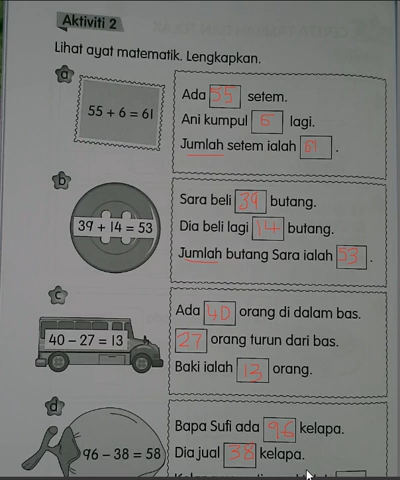 Aktiviti 2
Lihat ayat matematik. Lengkapkan.
a
55 + 6 = 61
Ada 55 setem.
Ani kumpul 6 lagi.
Jumlah setem ialah 61.
b
39 + 14 = 53
Sara beli 39 butang.
Dia beli lagi 14 butang.
Jumlah butang Sara ialah 53.
c
40 – 27 = 13
Ada 40 orang di dalam bas.
27 orang turun dari bas.
Baki ialah 13 orang.
d
96 – 38 = 58
Bapa Sufi ada 96 kelapa.
Dia jual 38 kelapa.